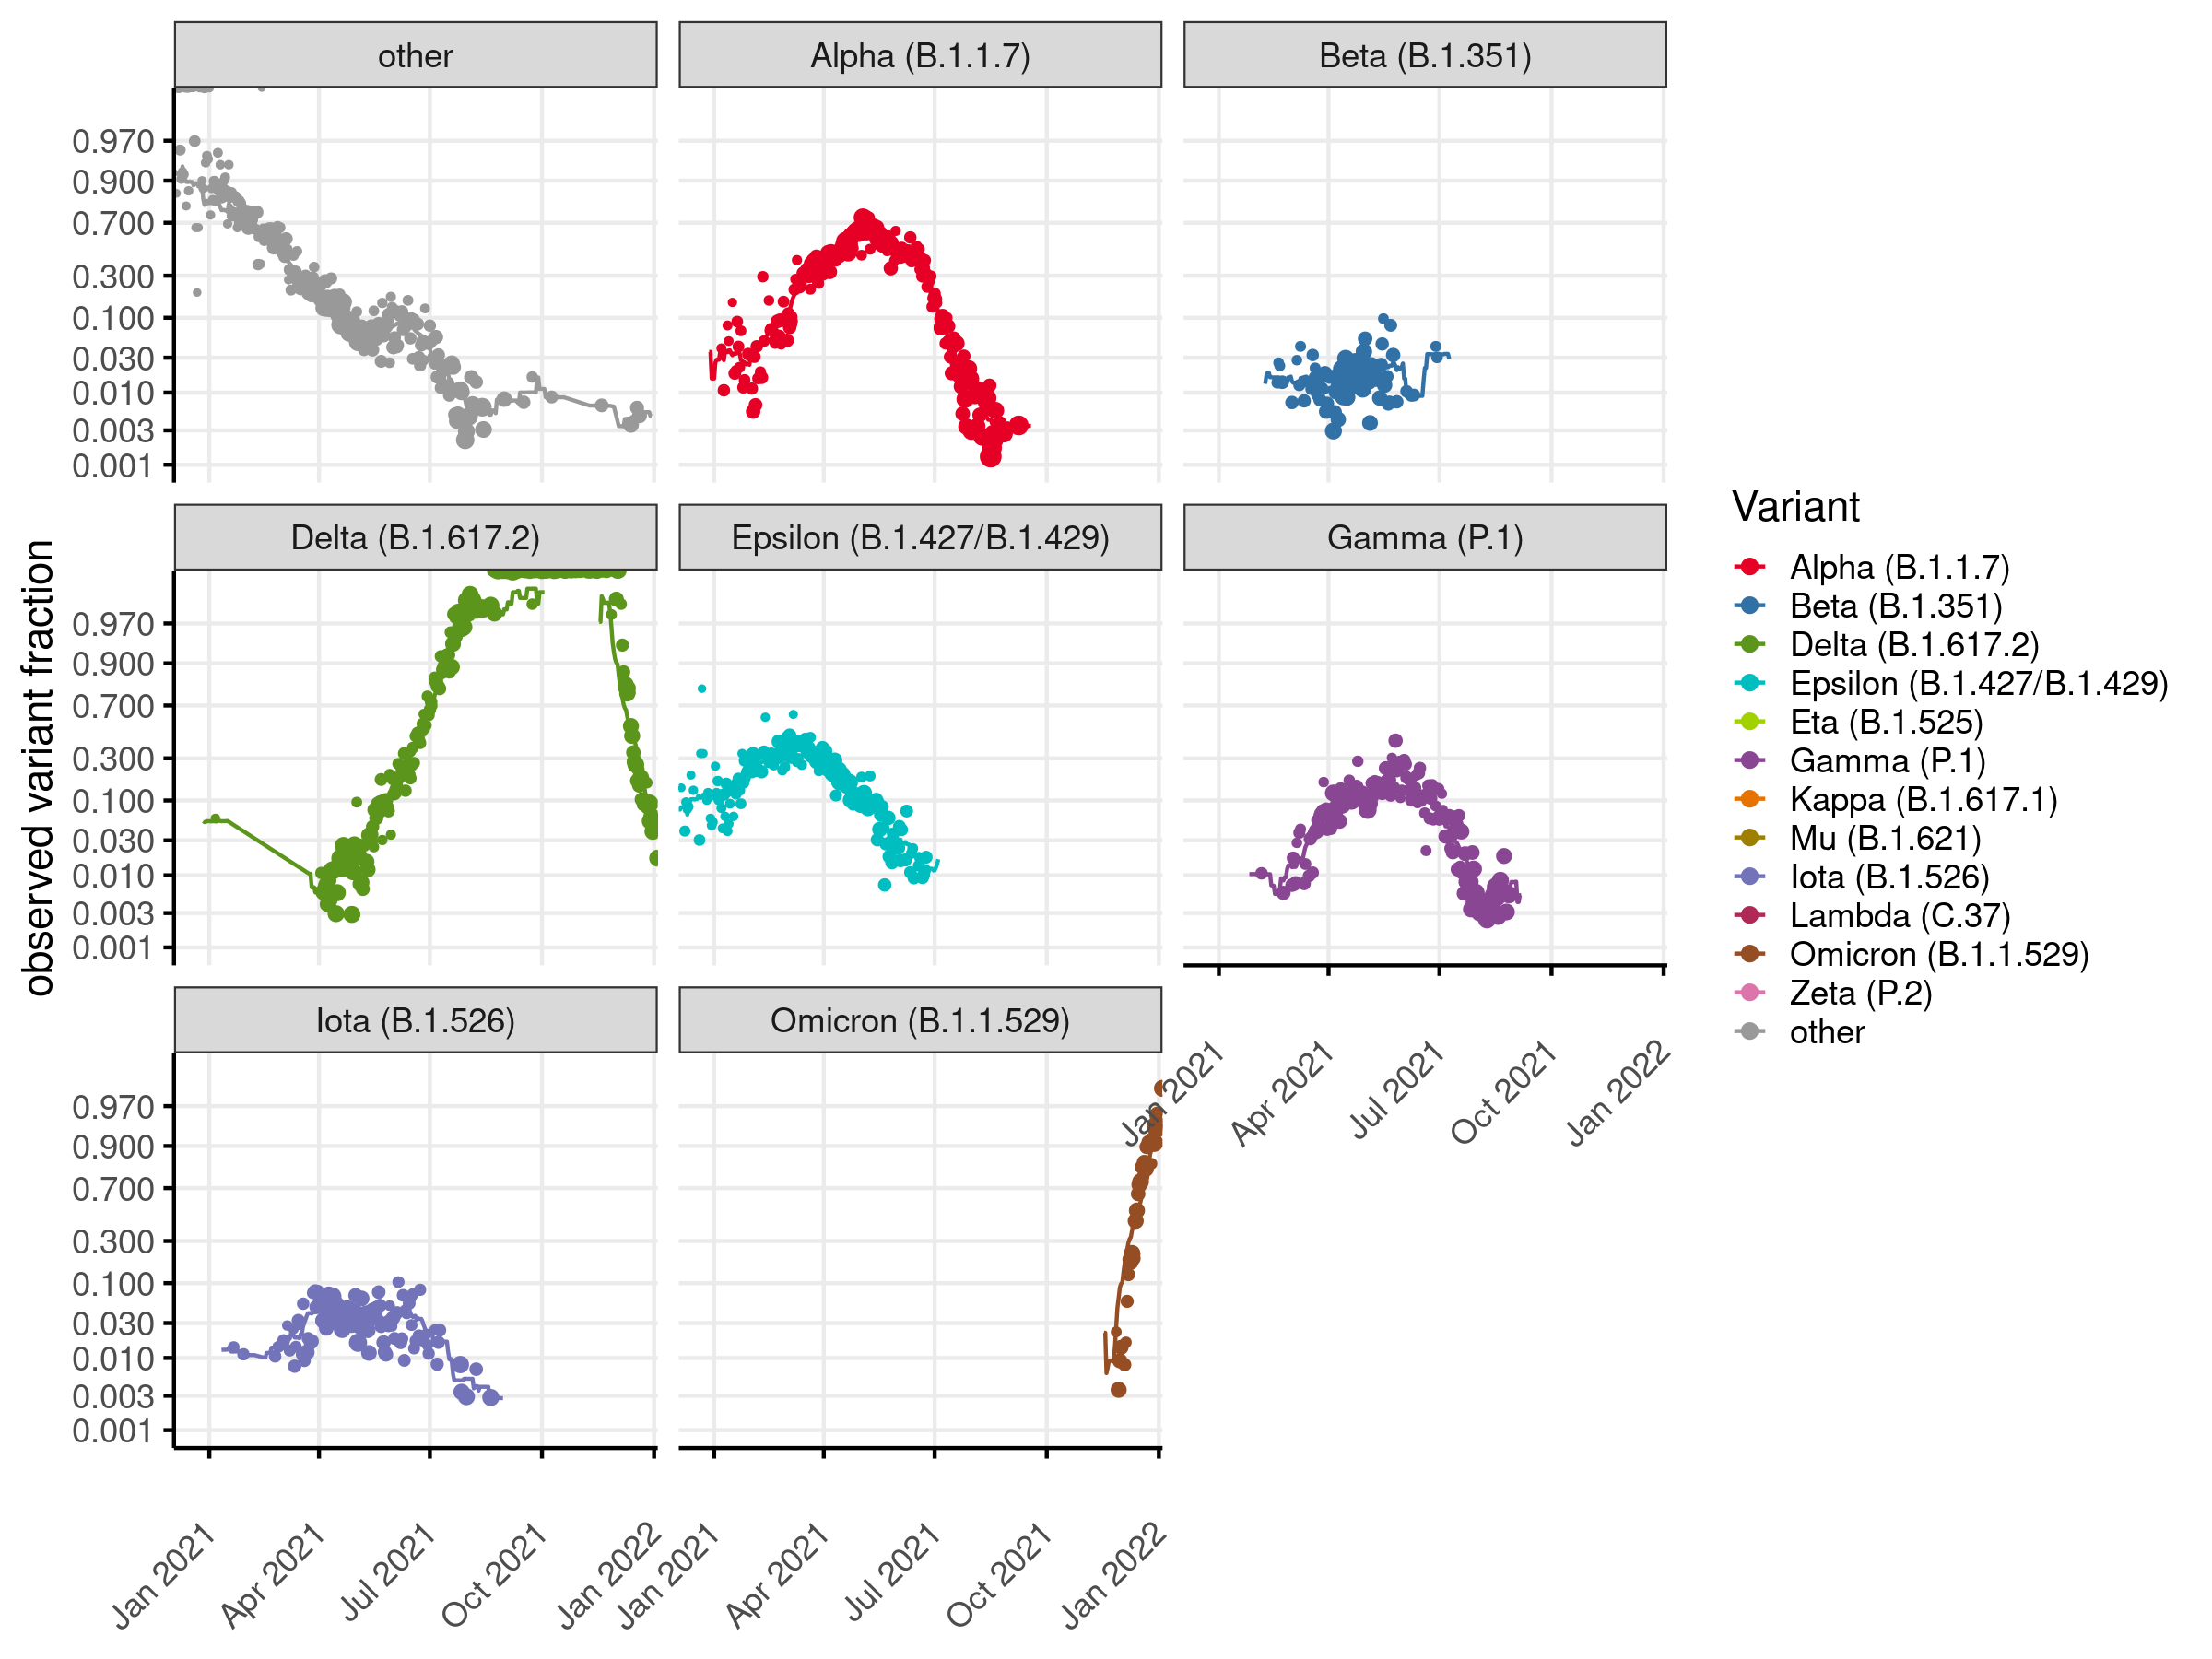 other
Alpha (B.1.1.7)
Beta (B.1.351)
0.970
0.900
0.700
0.300
0.100
0.030
0.010
0.003
0.001
Delta (B.1.617.2)
Epsilon (B.1.427/B.1.429)
Gamma (P.1)
0.970
0.900
0.700
0.300
0.100
0.030
0.010
0.003
0.001
Jan 2021
Apr 2021
Jul 2021
Oct 2021
Jan 2022
Iota (B.1.526)
Omicron (B.1.1.529)
0.970
0.900
0.700
0.300
0.100
0.030
0.010
0.003
0.001
Jan 2021
Apr 2021
Jul 2021
Oct 2021
Jan 2022
Jan 2021
Apr 2021
Jul 2021
Oct 2021
Jan 2022
observed variant fraction
Variant
Alpha (B.1.1.7)
Beta (B.1.351)
Delta (B.1.617.2)
Epsilon (B.1.427/B.1.429)
Eta (B.1.525)
Gamma (P.1)
Kappa (B.1.617.1)
Mu (B.1.621)
Iota (B.1.526)
Lambda (C.37)
Omicron (B.1.1.529)
Zeta (P.2)
other